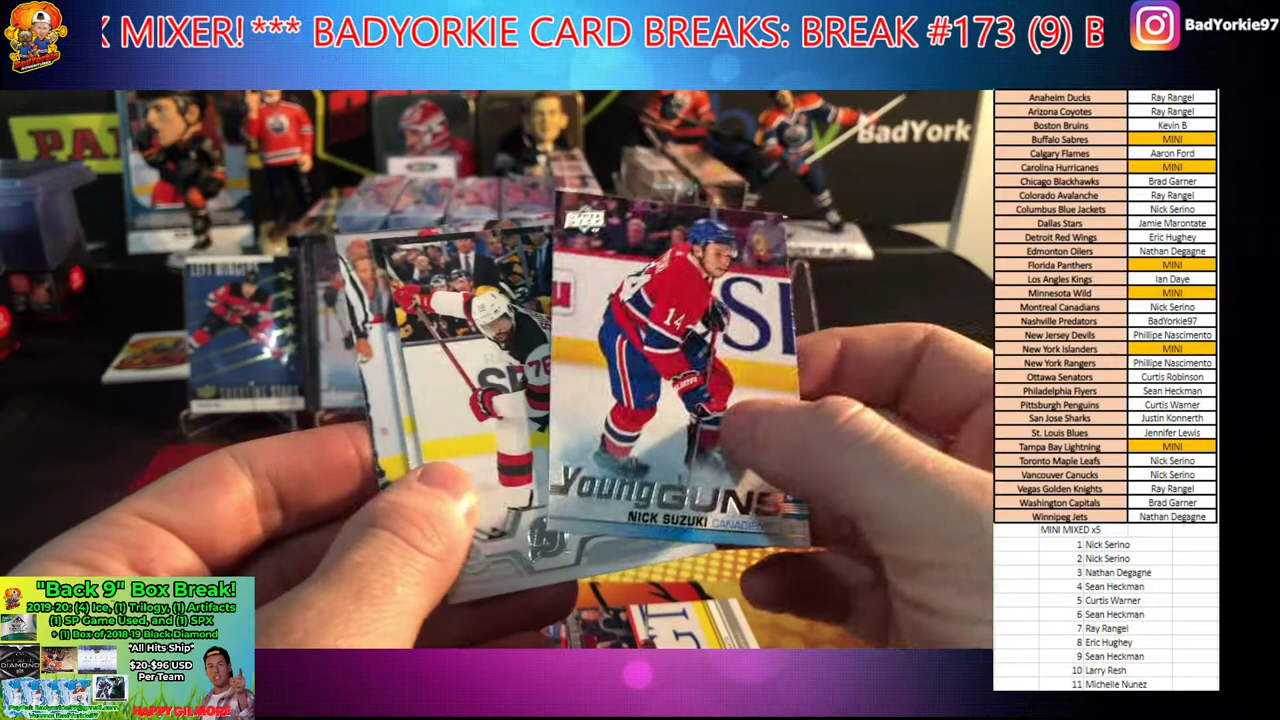 X MIXER! *** BADYORKIE CARD BREAKS: BREAK #173 (9) B
BadYorkie97
BadYork
Anaheim Ducks Ray Rangel
Arizona Coyotes Ray Rangel
Boston Bruins Kevin B
Buffalo Sabres MINI
Calgary Flames Aaron Ford
Carolina Hurricanes MINI
Chicago Blackhawks Brad Garner
Colorado Avalanche Ray Rangel
Columbus Blue Jackets Nick Serino
Dallas Stars Jamie Marontate
Detroit Red Wings Eric Hughey
Edmonton Oilers Nathan Degagne
Florida Panthers MINI
Los Angeles Kings Ian Daye
Minnesota Wild MINI
Montreal Canadians Nick Serino
Nashville Predators BadYorkie97
New Jersey Devils Phillipe Nascimento
New York Islanders MINI
New York Rangers Phillipe Nascimento
Ottawa Senators Curtis Robinson
Philadelphia Flyers Sean Heckman
Pittsburgh Penguins Curtis Warner
San Jose Sharks Justin Konnerth
St. Louis Blues Jennifer Lewis
Tampa Bay Lightning MINI
Toronto Maple Leafs Nick Serino
Vancouver Canucks Nick Serino
Vegas Golden Knights Ray Rangel
Washington Capitals Brad Garner
Winnipeg Jets Nathan Degagne
MINI MIXED x5
1 Nick Serino
2 Nick Serino
3 Nathan Degagne
4 Sean Heckman
5 Curtis Warner
6 Sean Heckman
7 Ray Rangel
8 Eric Hughey
9 Sean Heckman
10 Larry Resh
11 Michelle Nunez
14
76
Young GUNS
NICK SUZUKI CANADIENS
"Back 9" Box Break!
2019-20: (4) Ice, (1) Trilogy, (1) Artifacts
(1) SP Game Used, and (1) SPX
+ (1) Box of 2018-19 Black Diamond
*All Hits Ship*
$20-$96 USD
Per Team
HAPPY GILMORE